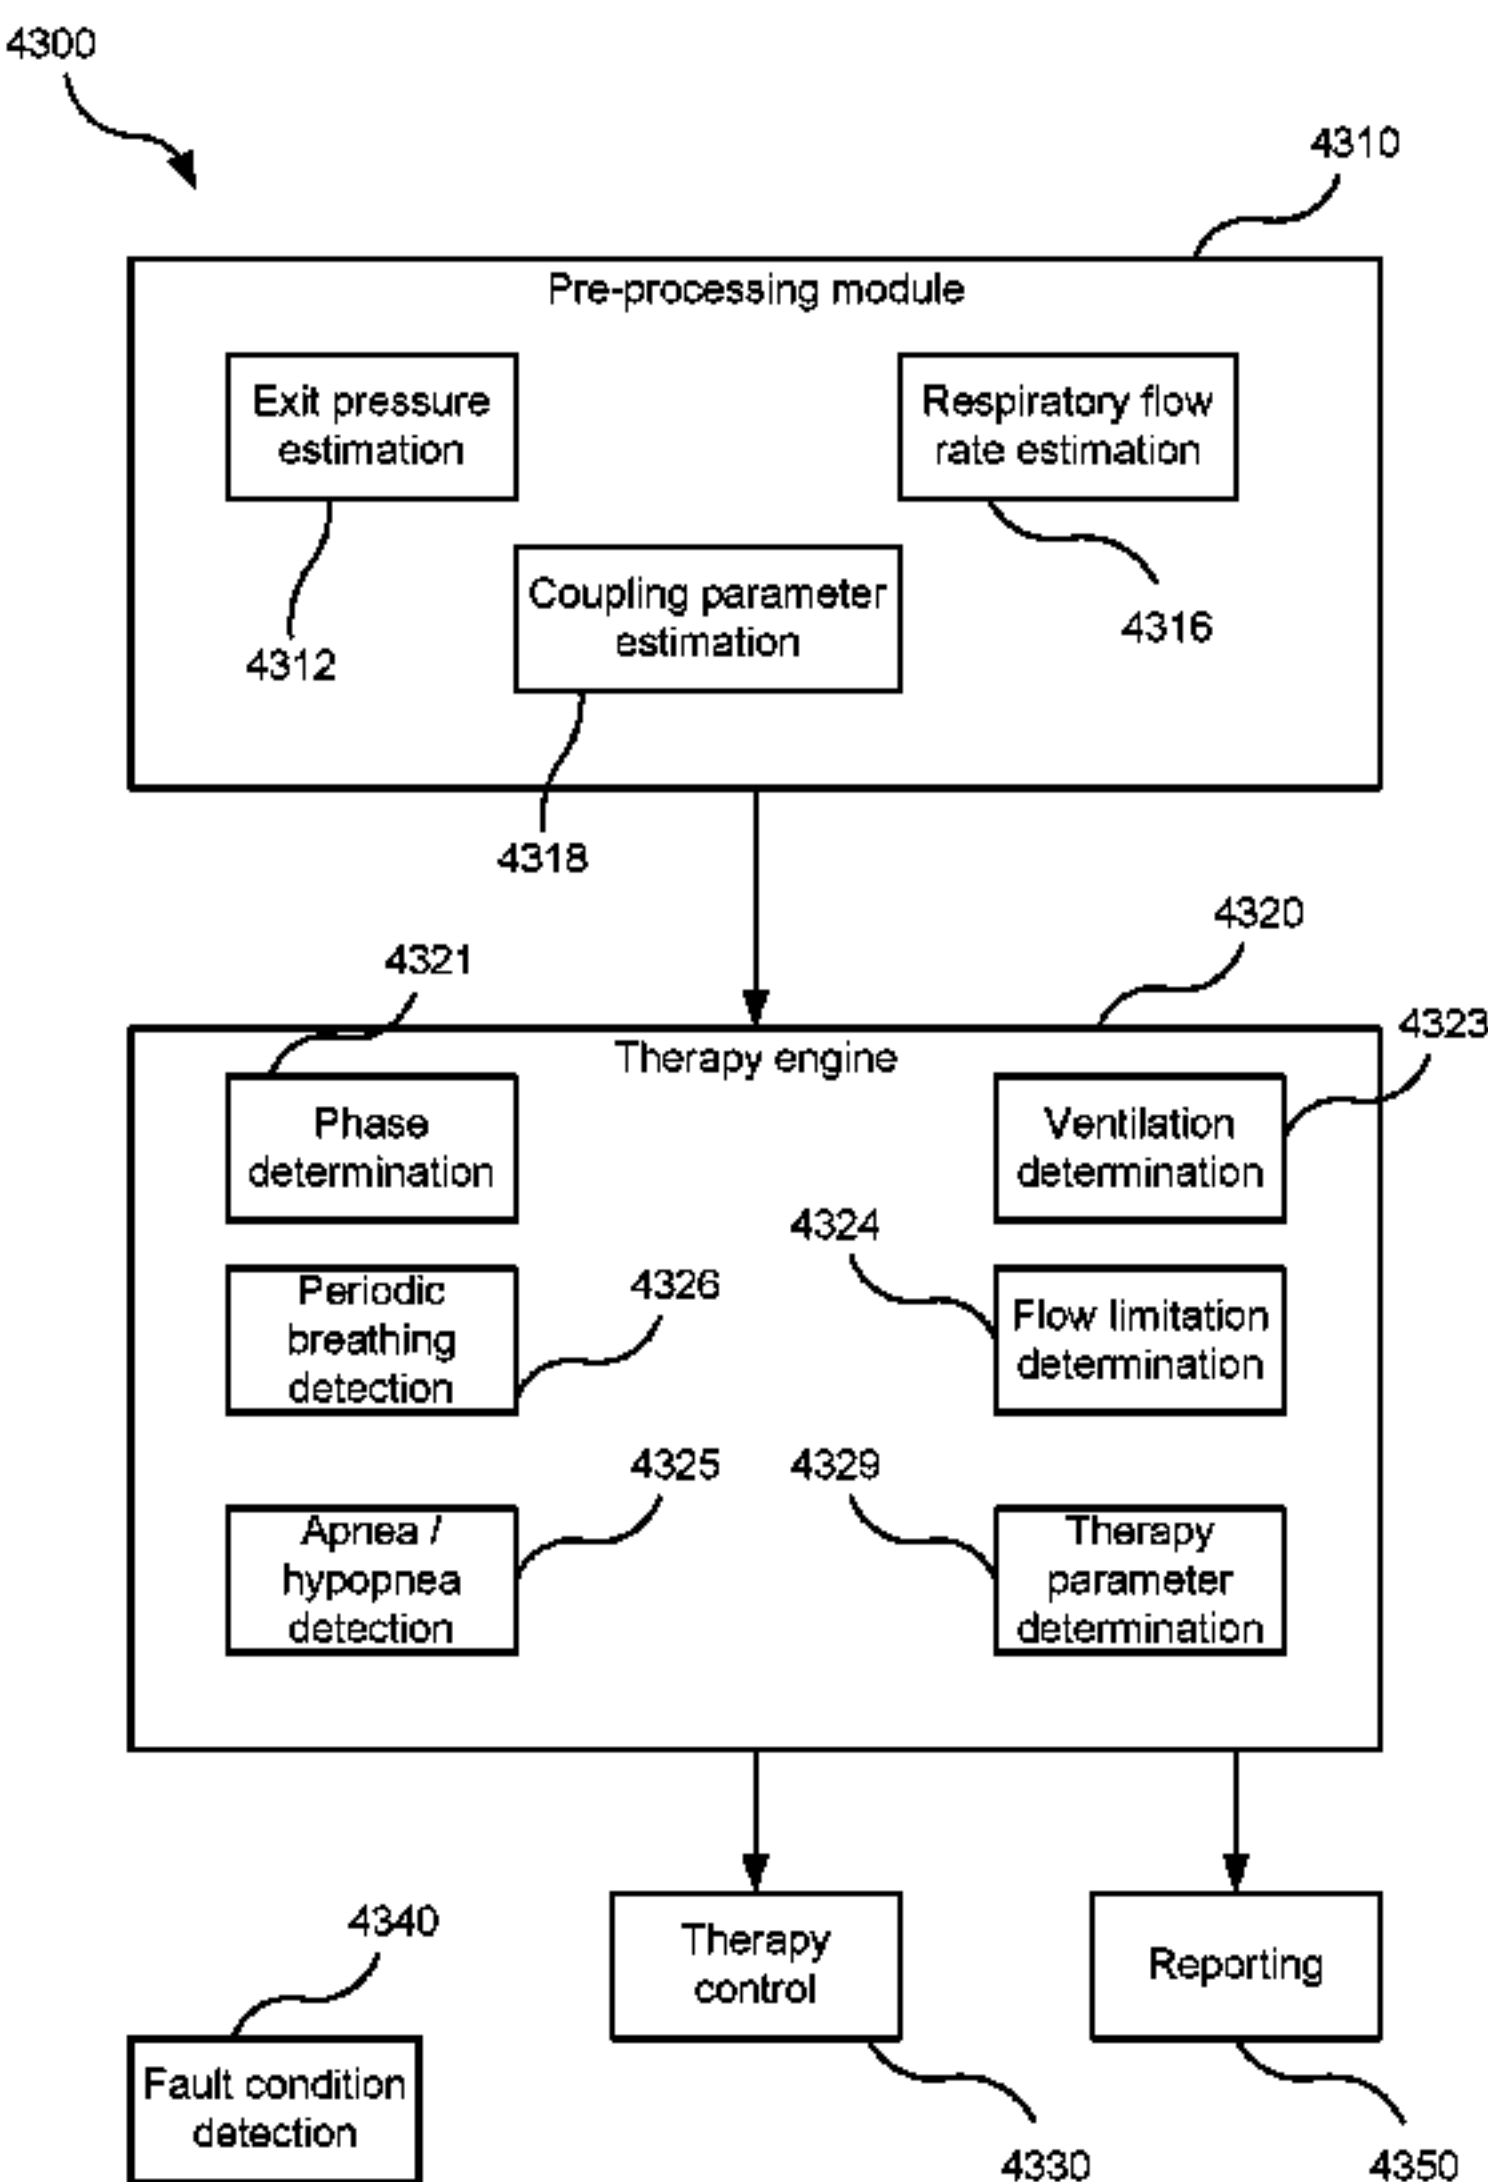 4300
4310
Pre-processing module
Exit pressure
estimation
Respiratory flow
rate estimation
Coupling parameter
estimation
4312
4316
4318
4320
4321
4323
Therapy engine
Phase
determination
Ventilation
determination
4324
4326
Periodic
breathing
detection
Flow limitation
determination
4325
4329
Apnea /
hypopnea
detection
Therapy
parameter
determination
4340
Therapy
control
Reporting
Fault condition
detection
4330
4350